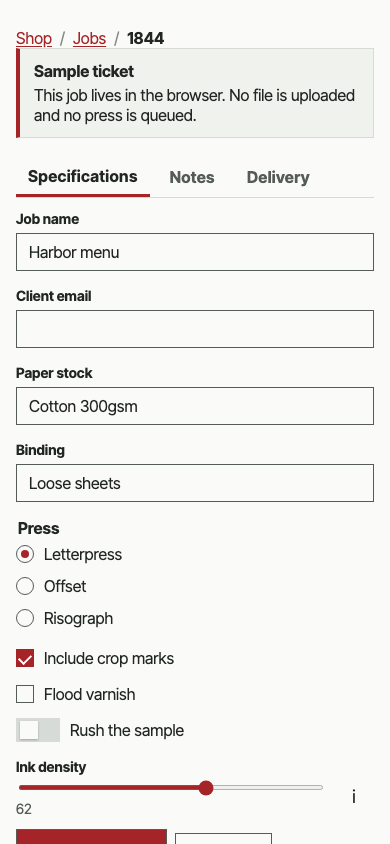 Shop / Jobs / 1844
Sample ticket
This job lives in the browser. No file is uploaded
and no press is queued.
Specifications Notes Delivery
Job name
Harbor menu
Client email
Paper stock
Cotton 300gsm
Binding
Loose sheets
Press
Letterpress
Offset
Risograph
Include crop marks
Flood varnish
Rush the sample
Ink density
i
62